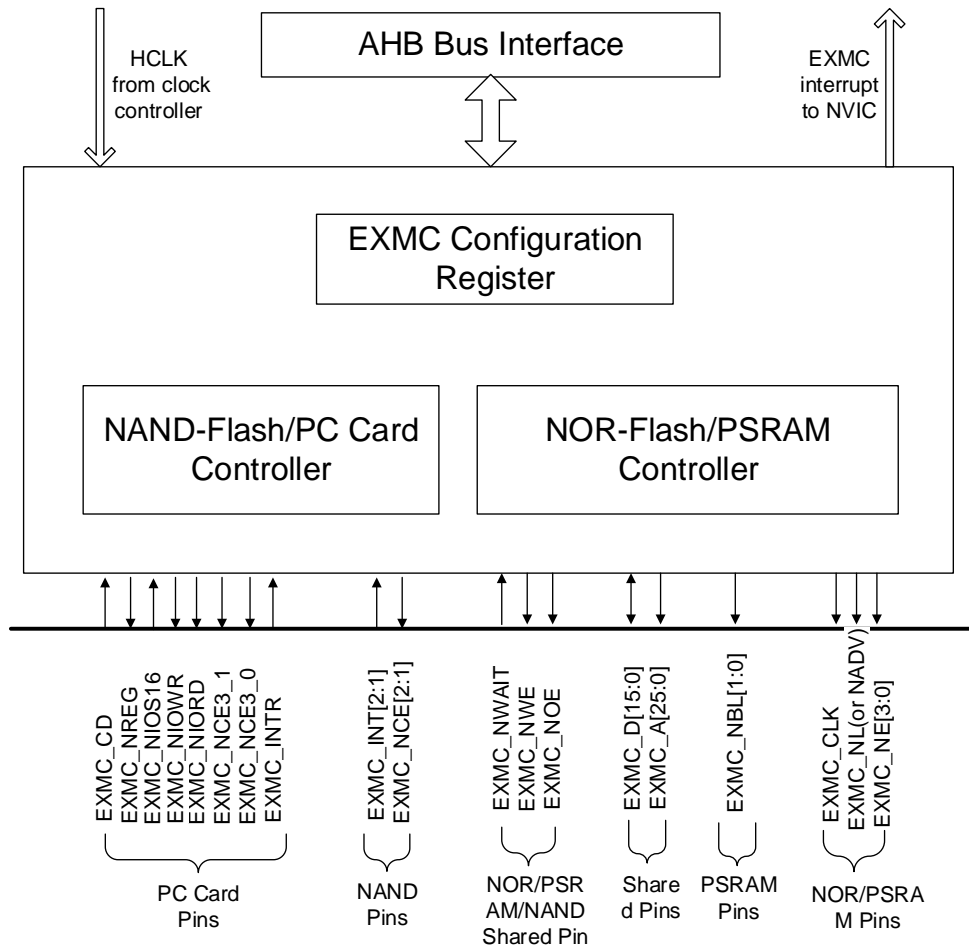 AHB Bus Interface
HCLK
from clock
controller
EXMC
interrupt
to NVIC
EXMC Configuration
Register
NAND-Flash/PC Card
Controller
NOR-Flash/PSRAM
Controller
EXMC_CD
EXMC_NREG
EXMC_NIOS16
EXMC_NIOWR
EXMC_NIORD
EXMC_NCE3_1
EXMC_NCE3_0
EXMC_INTR
EXMC_INT[2:1]
EXMC_NCE[2:1]
EXMC_NWAIT
EXMC_NWE
EXMC_NOE
EXMC_D[15:0]
EXMC_A[25:0]
EXMC_NBL[1:0]
EXMC_CLK
EXMC_NL(or NADV)
EXMC_NE[3:0]
PC Card
Pins
NAND
Pins
NOR/PSR
AM/NAND
Shared Pin
Share
d Pins
PSRAM
Pins
NOR/PSRA
M Pins